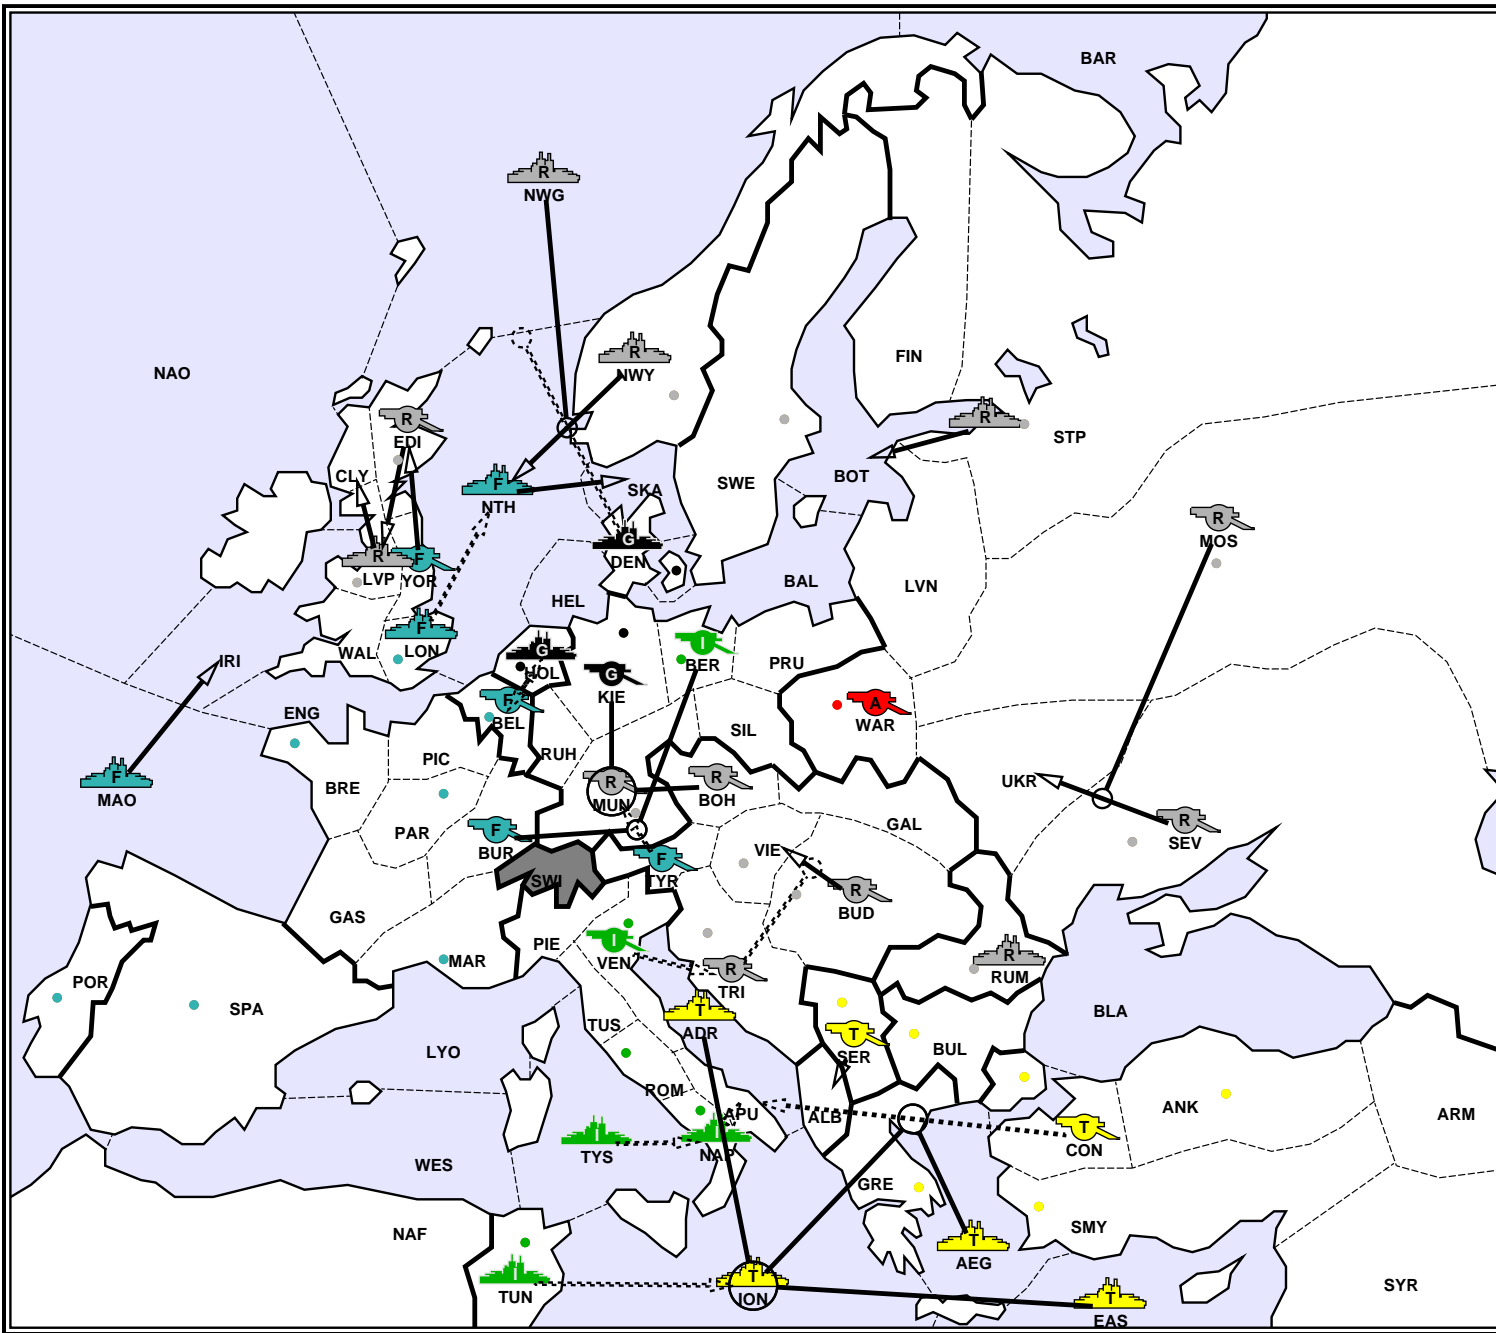 BAR
R
NWG
NAO
R
NWY
FIN
R
EDI
R
STP
CLY
BOT
F
NTH
SKA
SWE
R
MOS
G
DEN
R
LVP
F
YOR
BAL
LVN
HEL
F
LON
WAL
IRI
G
HOL
I
BER
PRU
G
KIE
ENG
F
BEL
A
WAR
SIL
PIC
RUH
F
MAO
BRE
R
MUN
R
BOH
UKR
PAR
F
BUR
GAL
R
SEV
VIE
F
TYR
SWI
R
BUD
GAS
I
VEN
PIE
MAR
R
TRI
R
RUM
POR
SPA
T
ADR
BLA
TUS
T
SER
BUL
LYO
ROM
APU
ALB
ANK
ARM
I
TYS
I
NAP
T
CON
WES
GRE
SMY
NAF
T
AEG
I
TUN
T
ION
SYR
T
EAS